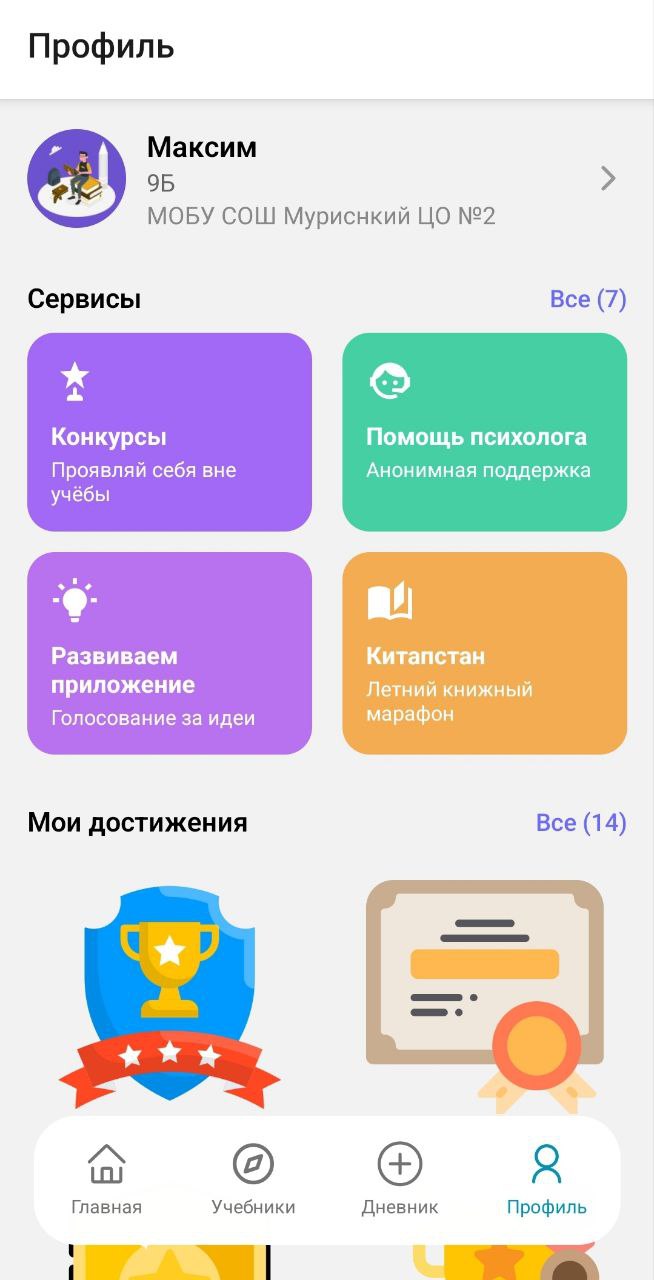 Профиль
Максим
9Б
МОБУ СОШ Муриснкий ЦО №2
Сервисы
Все (7)
Конкурсы
Проявляй себя вне
учёбы
Помощь психолога
Анонимная поддержка
Развиваем
приложение
Голосование за идеи
Китапстан
Летний книжный
марафон
Мои достижения
Все (14)
Главная
Учебники
Дневник
Профиль